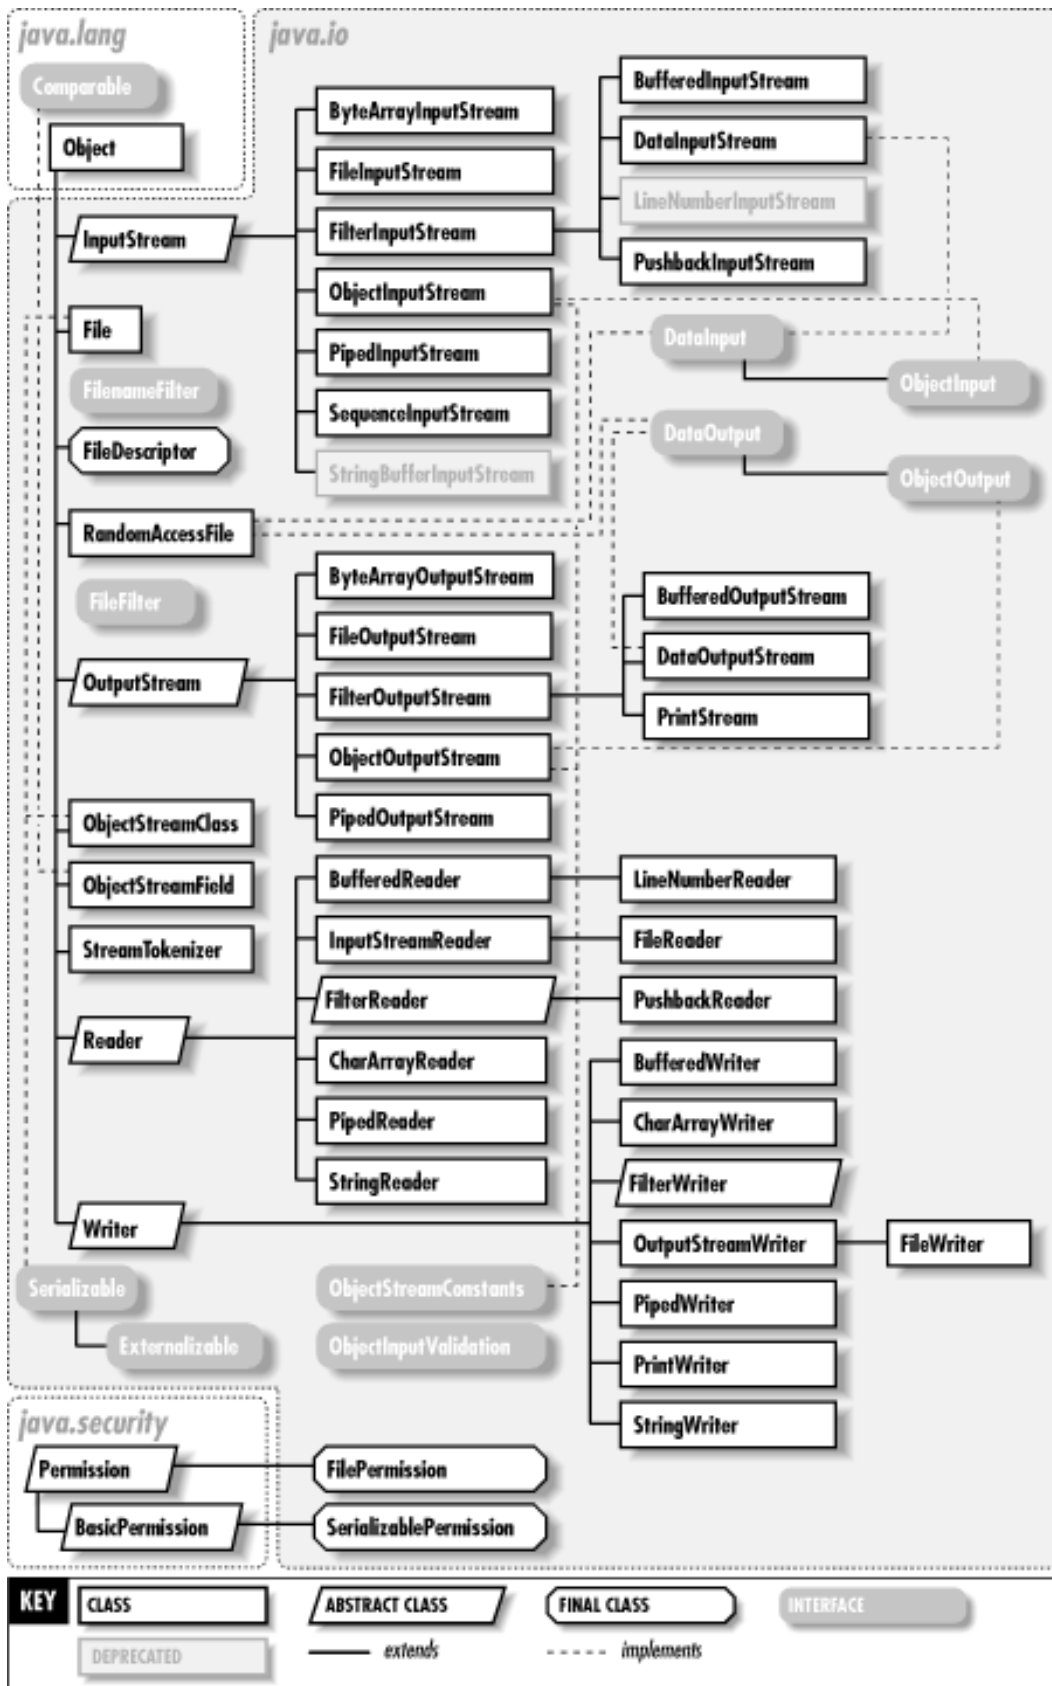 java.lang
Comparable
Object
java.io
InputStream
File
FilenameFilter
FileDescriptor
RandomAccessFile
FileFilter
OutputStream
ObjectStreamClass
ObjectStreamField
StreamTokenizer
Reader
Writer
Serializable
Externalizable
ByteArrayInputStream
FileInputStream
FilterInputStream
ObjectInputStream
PipedInputStream
SequenceInputStream
StringBufferInputStream
ByteArrayOutputStream
FileOutputStream
FilterOutputStream
ObjectOutputStream
PipedOutputStream
BufferedReader
InputStreamReader
FilterReader
CharArrayReader
PipedReader
StringReader
ObjectStreamConstants
ObjectInputValidation
BufferedInputStream
DataInputStream
LineNumberInputStream
PushbackInputStream
DataInput
ObjectInput
DataOutput
ObjectOutput
BufferedOutputStream
DataOutputStream
PrintStream
LineNumberReader
FileReader
PushbackReader
BufferedWriter
CharArrayWriter
FilterWriter
OutputStreamWriter
FileWriter
PipedWriter
PrintWriter
StringWriter
java.security
Permission
BasicPermission
FilePermission
SerializablePermission
KEY
CLASS
ABSTRACT CLASS
FINAL CLASS
INTERFACE
DEPRECATED
extends
implements